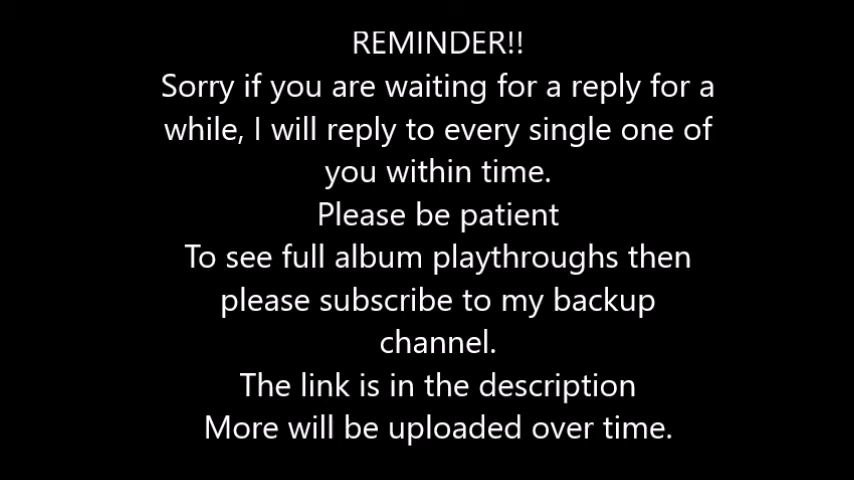 REMINDER!!
Sorry if you are waiting for a reply for a
while, I will reply to every single one of
you within time.
Please be patient
To see full album playthroughs then
please subscribe to my backup
channel.
The link is in the description
More will be uploaded over time.